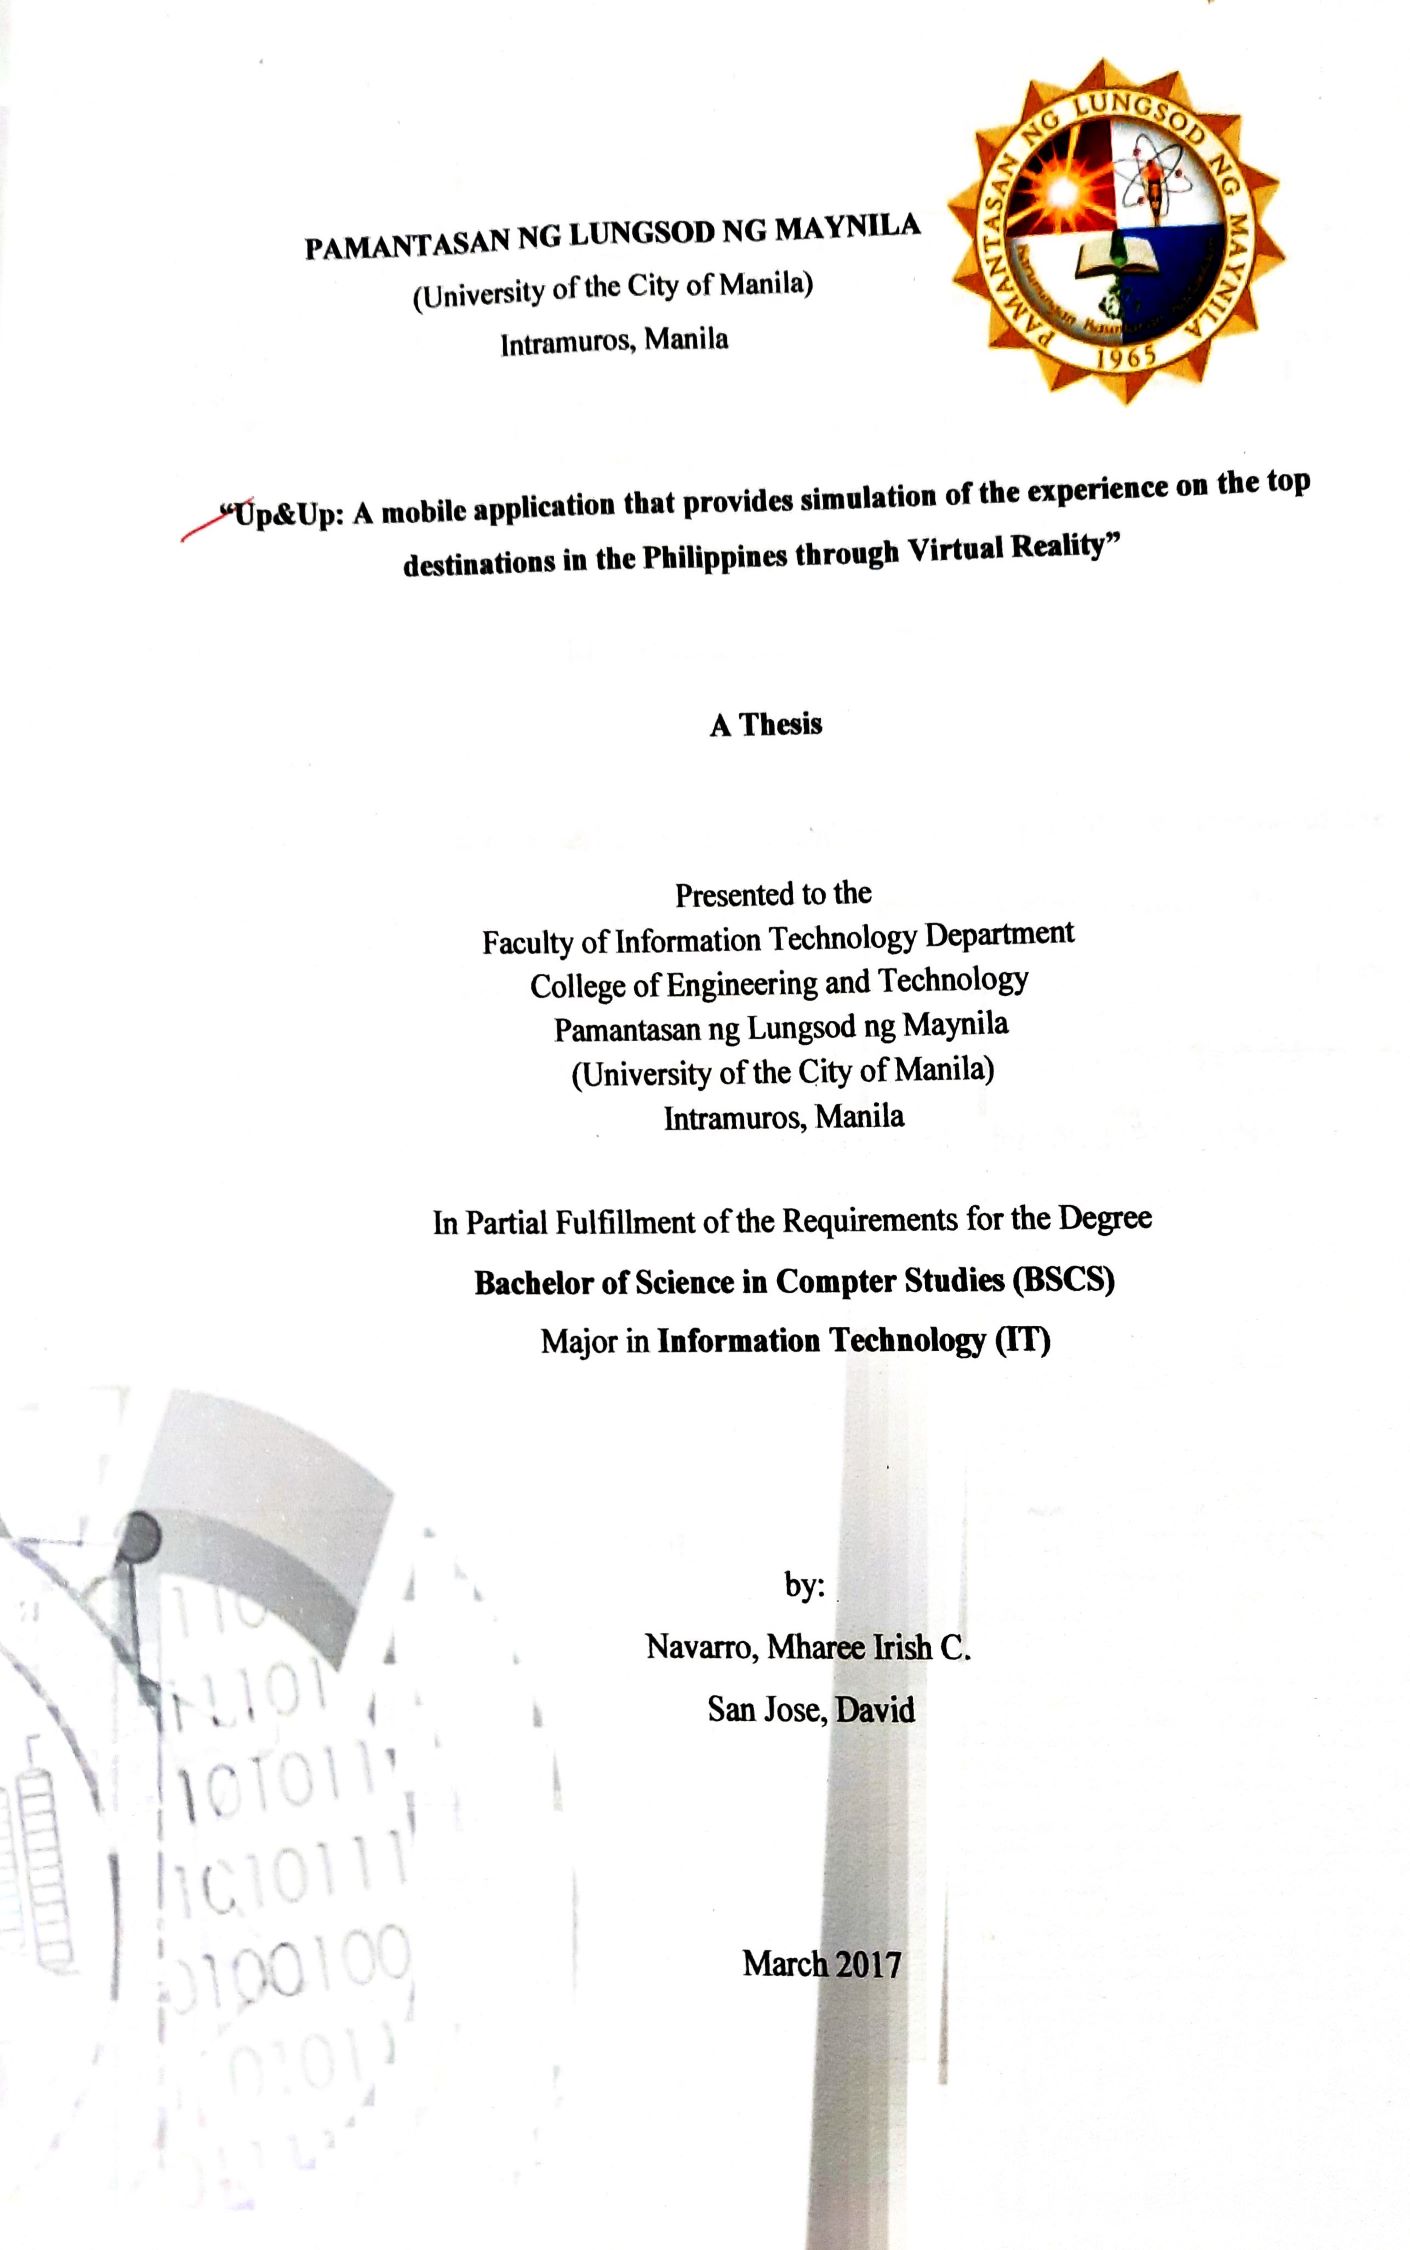 PAMANTASAN NG LUNGSOD NG MAYNILA
1965
PAMANTASAN NG LUNGSOD NG MAYNILA
(University of the City of Manila)
Intramuros, Manila
“Up&Up: A mobile application that provides simulation of the experience on the top
destinations in the Philippines through Virtual Reality”
A Thesis
Presented to the
Faculty of Information Technology Department
College of Engineering and Technology
Pamantasan ng Lungsod ng Maynila
(University of the City of Manila)
Intramuros, Manila
In Partial Fulfillment of the Requirements for the Degree
Bachelor of Science in Compter Studies (BSCS)
Major in Information Technology (IT)
by:
Navarro, Mharee Irish C.
San Jose, David
March 2017